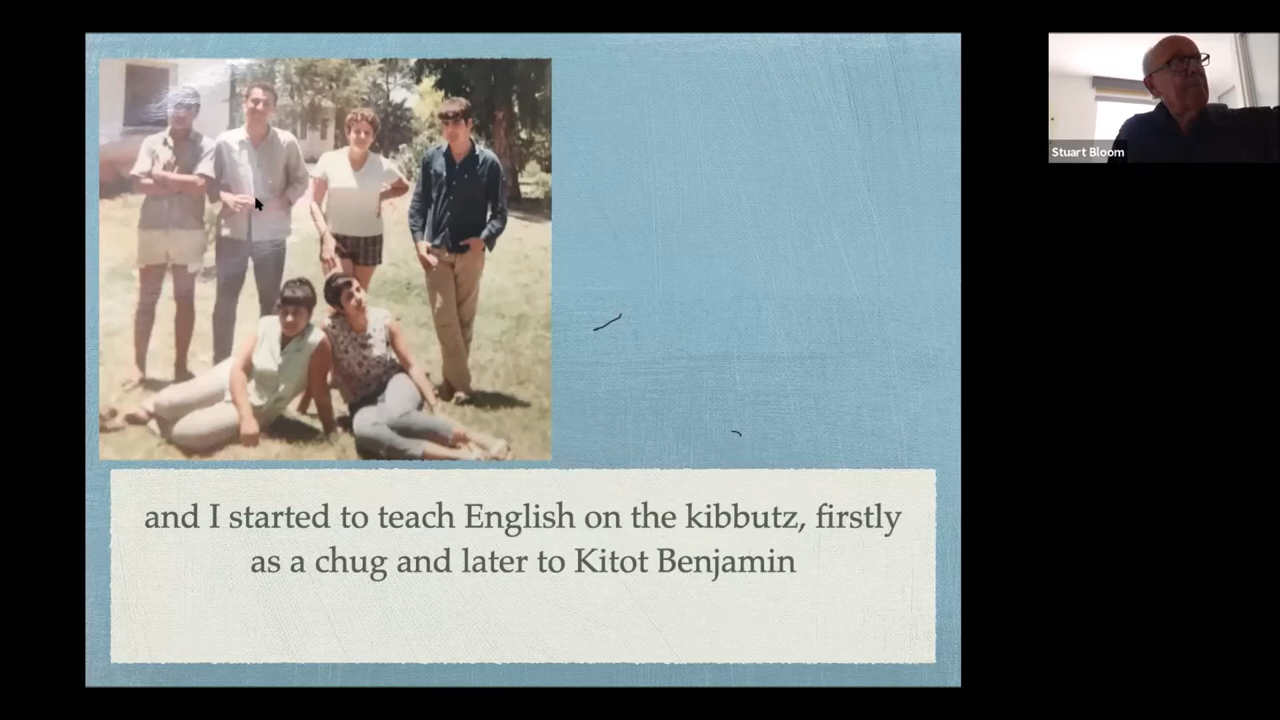 Stuart Bloom
and I started to teach English on the kibbutz, firstly
as a chug and later to Kitot Benjamin